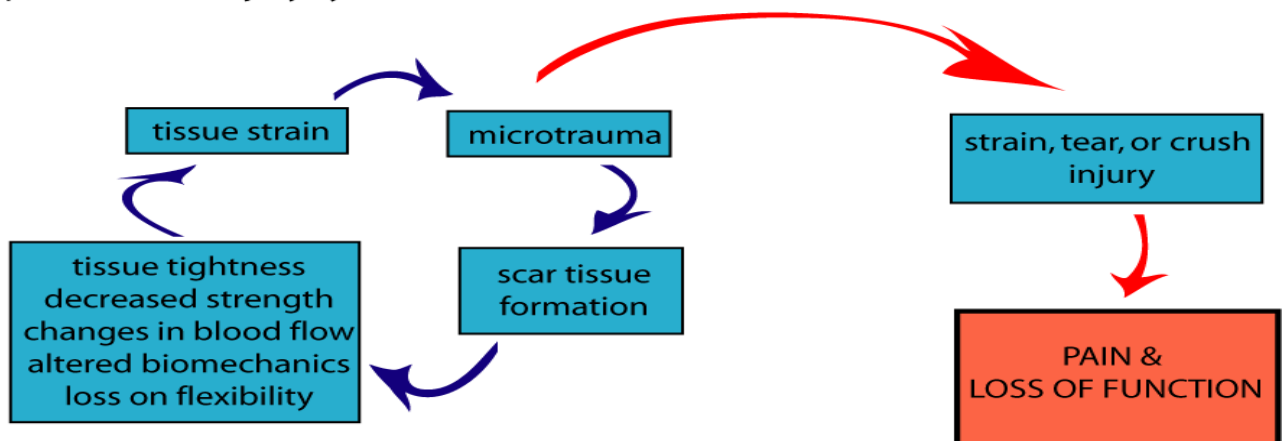 tissue strain
microtrauma
strain, tear, or crush
injury
tissue tightness
decreased strength
changes in blood flow
altered biomechanics
loss on flexibility
scar tissue
formation
PAIN &
LOSS OF FUNCTION